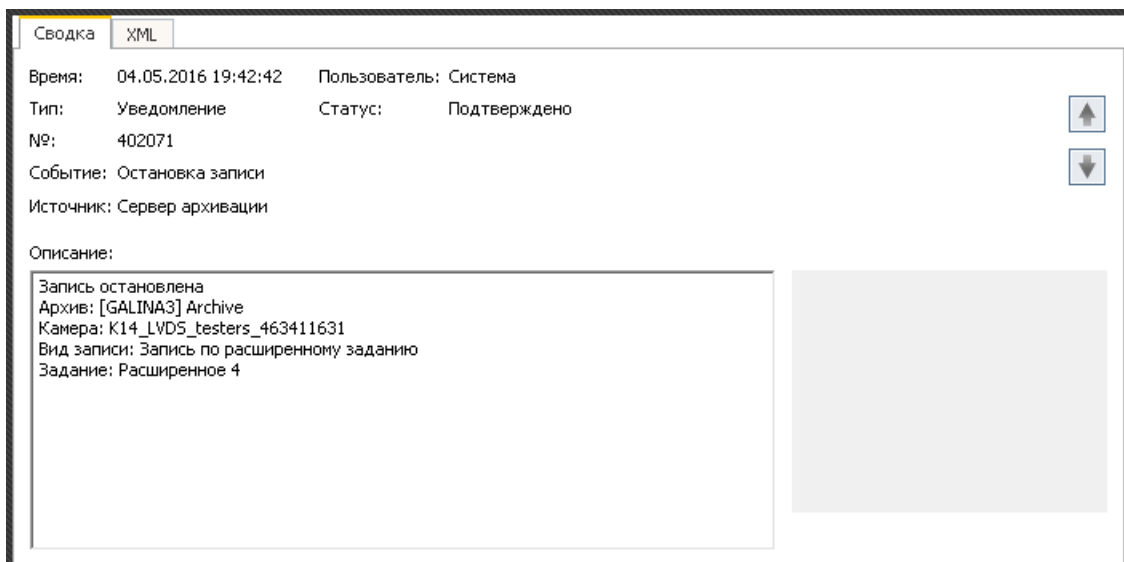 Сводка XML
Время: 04.05.2016 19:42:42 Пользователь: Система
Тип: Уведомление Статус: Подтверждено
№: 402071
Событие: Остановка записи
Источник: Сервер архивации
Описание:
Запись остановлена
Архив: [GALINA3] Archive
Камера: K14_LVDS_testers_463411631
Вид записи: Запись по расширенному заданию
Задание: Расширенное 4